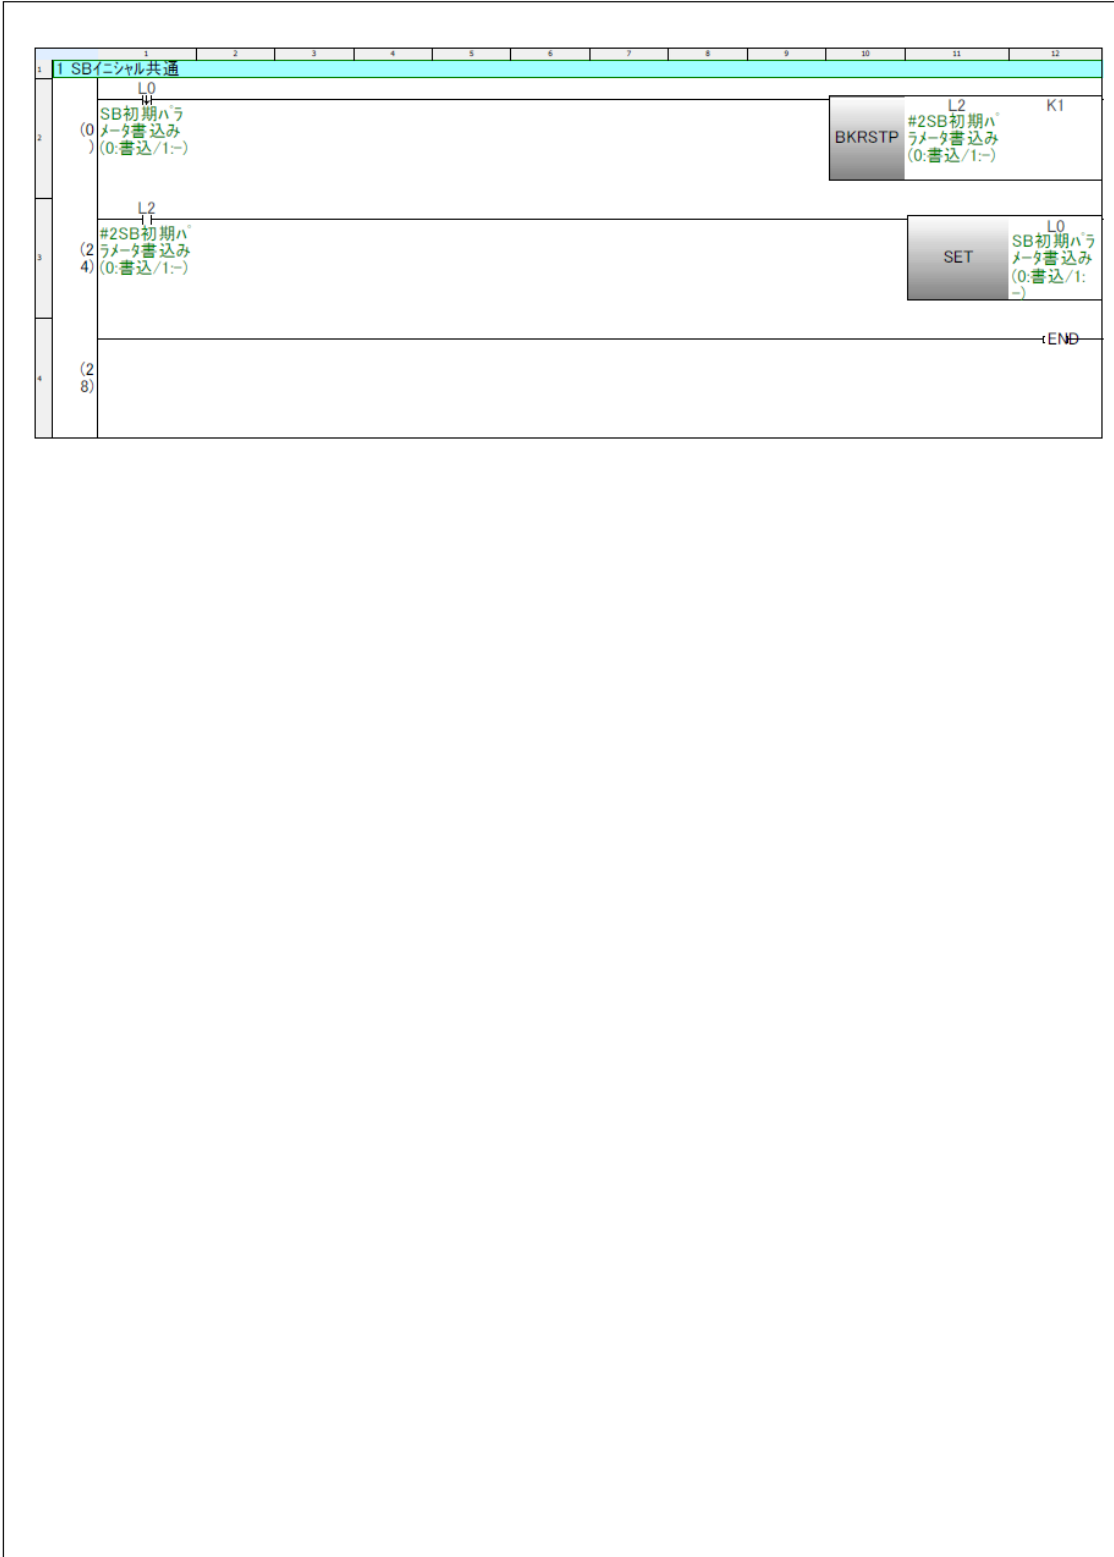 1 2 3 4 5 6 7 8 9 10 11 12
1 1 SBイニシャル共通
L0
SB初期パラ
メータ書込み
(0:書込/1:-)
2
(0
)
BKRSTP
L2
#2SB初期パ
ラメータ書込み
(0:書込/1:-)
K1
L2
#2SB初期パ
ラメータ書込み
(0:書込/1:-)
3
(2
4)
SET
L0
SB初期パラ
メータ書込み
(0:書込/1:
-)
4
(2
8)
END